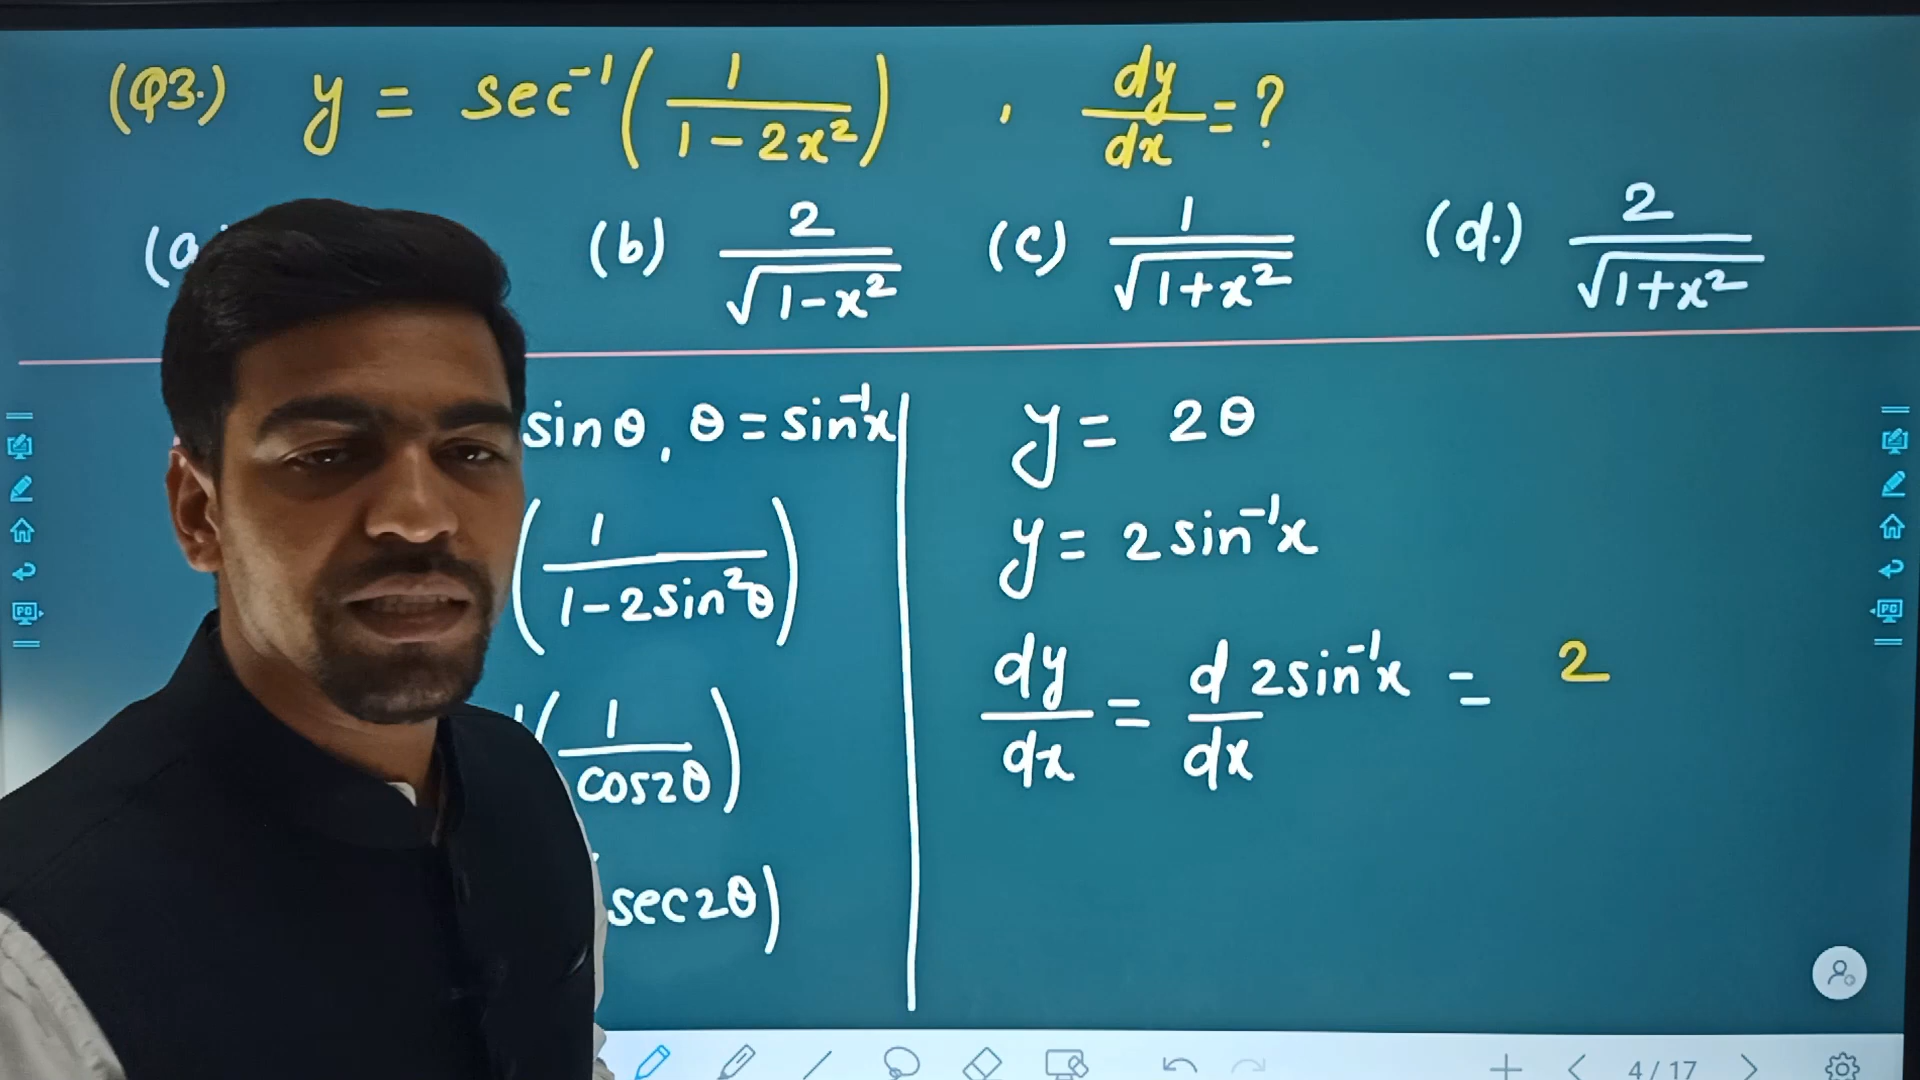 (Q3.) y = sec⁻¹(1/(1-2x²)) , dy/dx = ?
(a (b) 2/√(1-x²) (c) 1/√(1+x²) (d.) 2/√(1+x²)
sinθ, θ = sin⁻¹x
(1/(1-2sin²θ))
(1/cos2θ)
sec2θ)
y = 2θ
y = 2sin⁻¹x
dy/dx = d/dx 2sin⁻¹x = 2
4 / 17